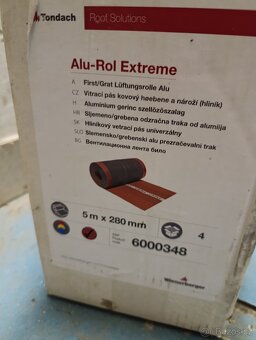 Tondach
Roof Solutions
Alu-Rol Extreme
A First/Grat Lüftungsrolle Alu
CZ Větrací pás kovový hřebene a nároží (hliník)
H Alumínium gerinc szellőzőszalag
H Sljemeno/grebena odzračna traka od alumija
SK Hliníkový vetrací pás univerzálny
SLO Slemensko/grebenski alu prezračevalni trak
BG Вентилационна лента било
5 m x 280 mm
4
6000348
Wienerberger